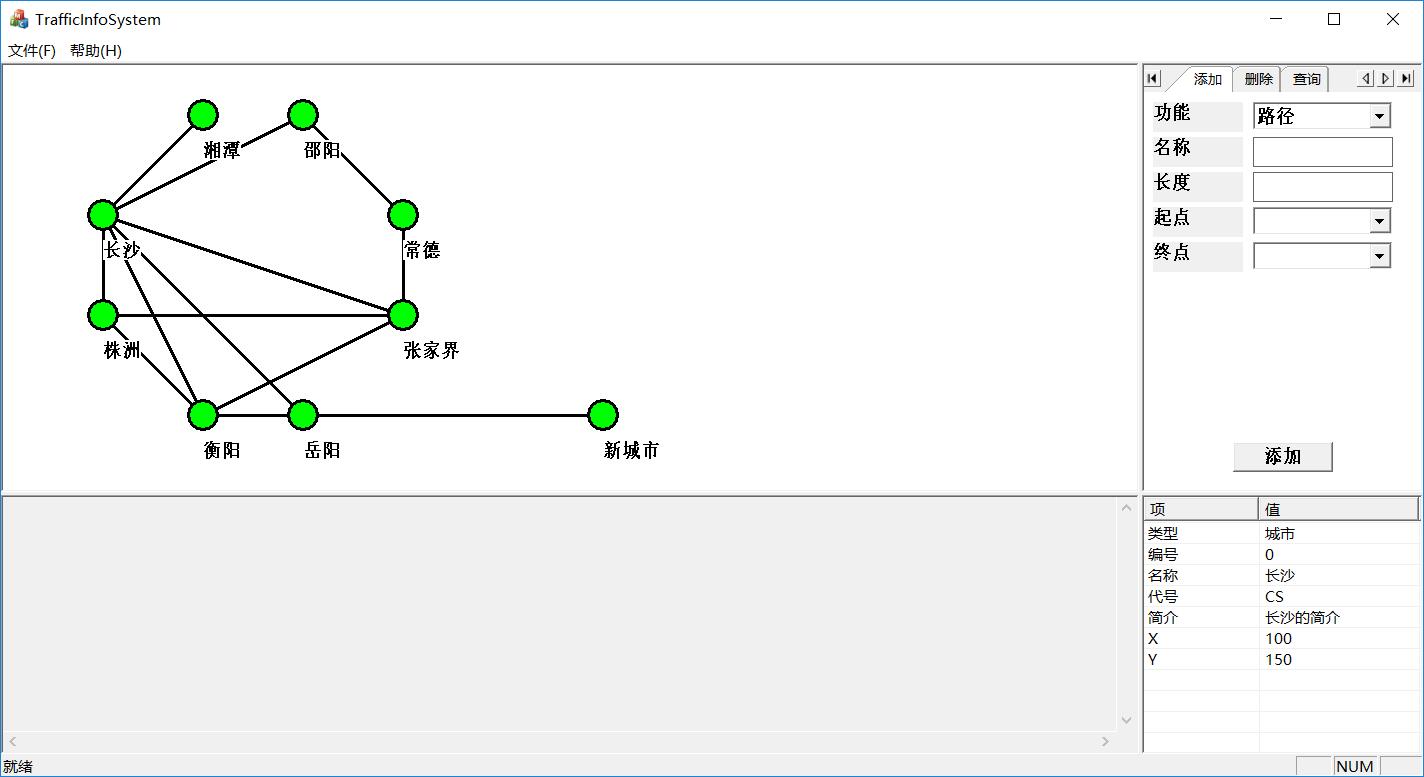 TrafficInfoSystem
文件(F) 帮助(H)
湘潭
邵阳
长沙
常德
株洲
张家界
衡阳
岳阳
新城市
添加 删除 查询
功能 路径
名称
长度
起点
终点
添加
项 值
类型 城市
编号 0
名称 长沙
代号 CS
简介 长沙的简介
X 100
Y 150
就绪 NUM